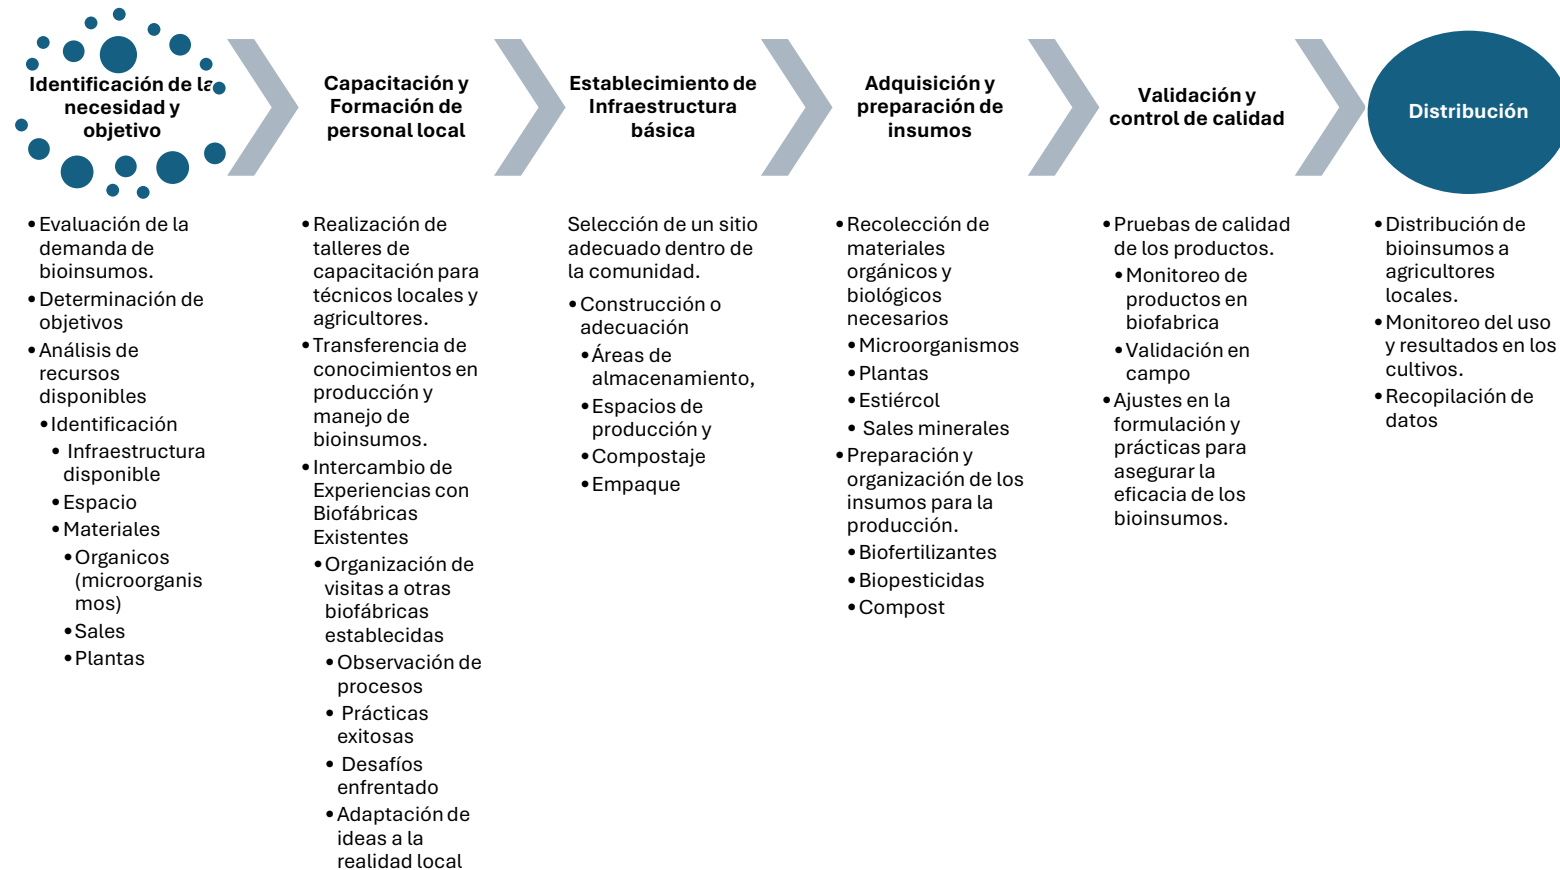 Identificación de la
necesidad y
objetivo
Capacitación y
Formación de
personal local
Establecimiento de
Infraestructura
básica
Adquisición y
preparación de
insumos
Validación y
control de calidad
Distribución
•Evaluación de la
demanda de
bioinsumos.
•Determinación de
objetivos
•Análisis de
recursos
disponibles
•Identificación
• Infraestructura
disponible
•Espacio
•Materiales
•Organicos
(microorganis
mos)
•Sales
•Plantas
•Realización de
talleres de
capacitación para
técnicos locales y
agricultores.
•Transferencia de
conocimientos en
producción y
manejo de
bioinsumos.
•Intercambio de
Experiencias con
Biofábricas
Existentes
•Organización de
visitas a otras
biofábricas
establecidas
•Observación de
procesos
• Prácticas
exitosas
• Desafíos
enfrentado
•Adaptación de
ideas a la
realidad local
Selección de un sitio
adecuado dentro de
la comunidad.
•Construcción o
adecuación
•Áreas de
almacenamiento,
•Espacios de
producción y
•Compostaje
•Empaque
•Recolección de
materiales
orgánicos y
biológicos
necesarios
•Microorganismos
•Plantas
•Estiércol
• Sales minerales
•Preparación y
organización de los
insumos para la
producción.
•Biofertilizantes
•Biopesticidas
•Compost
•Pruebas de calidad
de los productos.
•Monitoreo de
productos en
biofabrica
•Validación en
campo
•Ajustes en la
formulación y
prácticas para
asegurar la
eficacia de los
bioinsumos.
•Distribución de
bioinsumos a
agricultores
locales.
•Monitoreo del uso
y resultados en los
cultivos.
•Recopilación de
datos